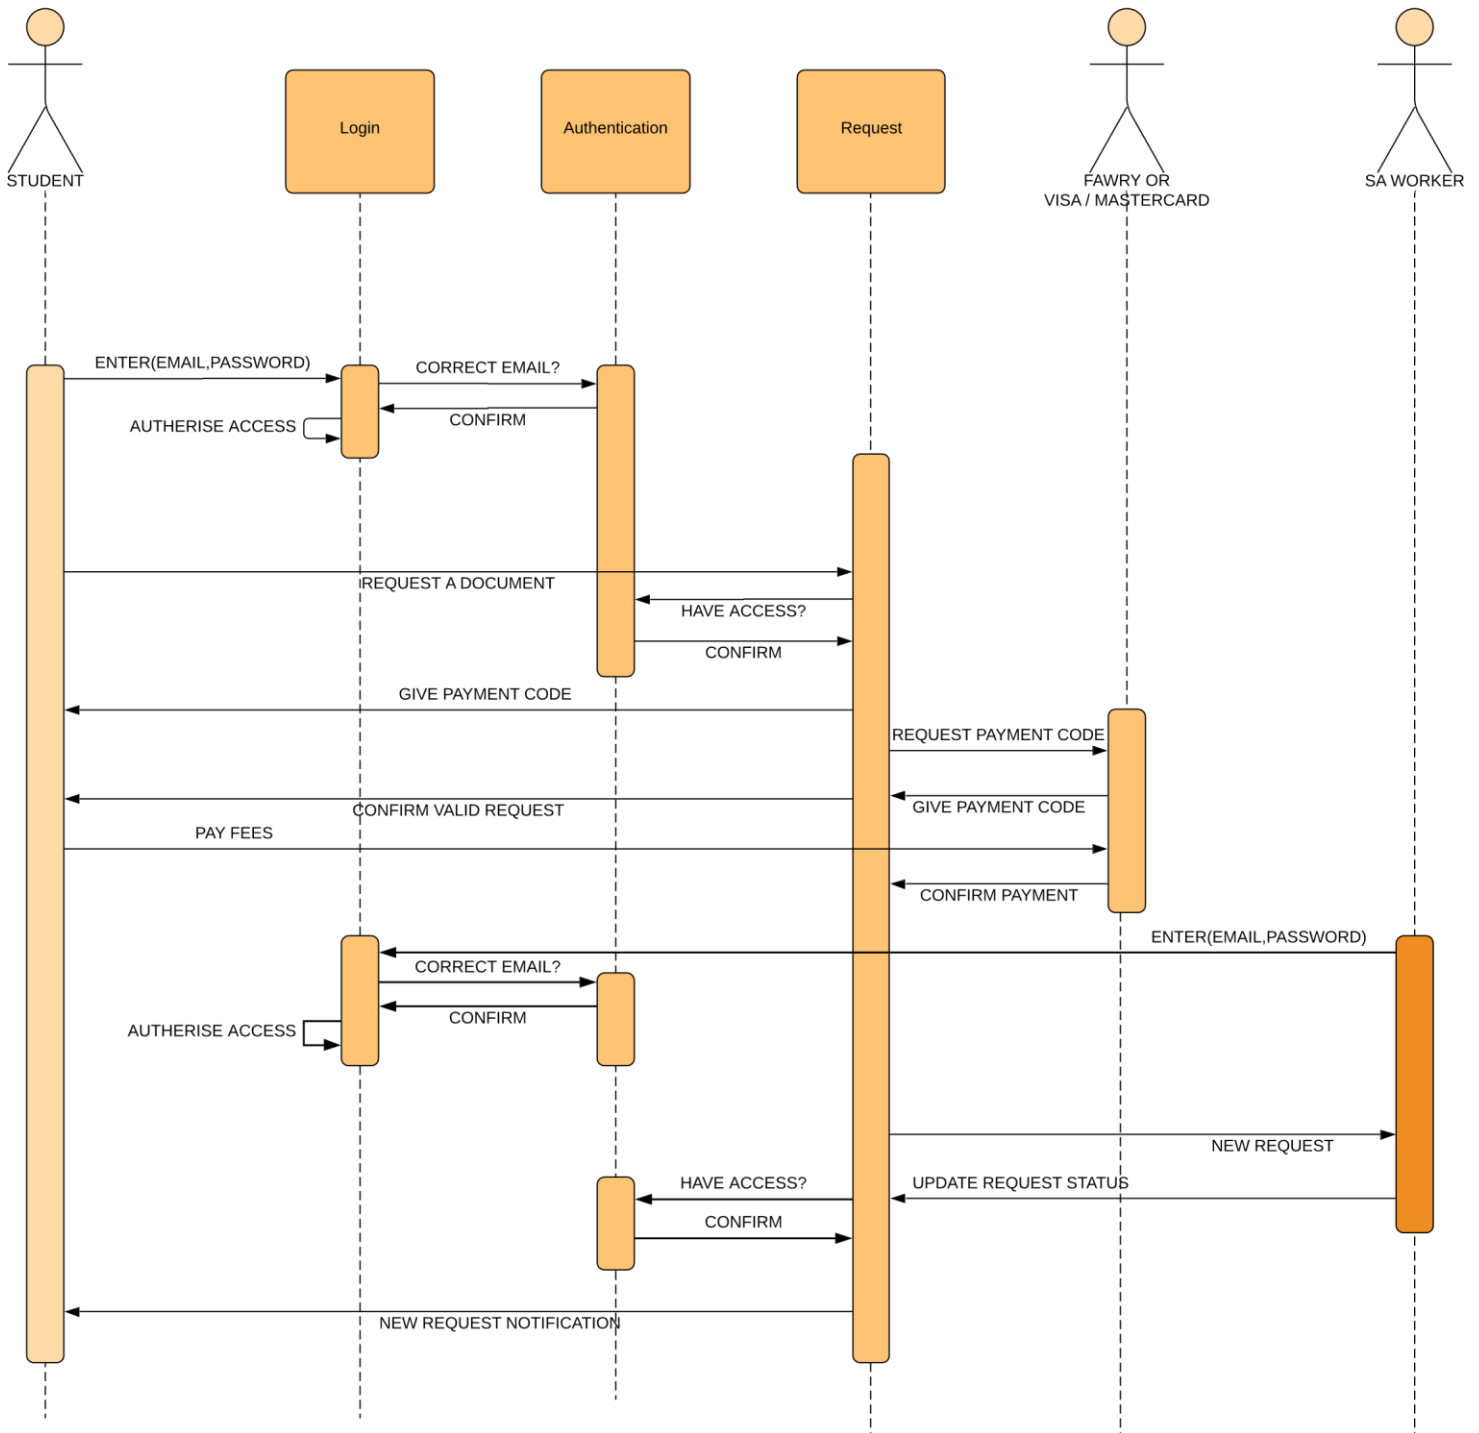 STUDENT
Login
Authentication
Request
FAWRY OR
VISA / MASTERCARD
SA WORKER
ENTER(EMAIL,PASSWORD)
CORRECT EMAIL?
CONFIRM
AUTHERISE ACCESS
REQUEST A DOCUMENT
HAVE ACCESS?
CONFIRM
GIVE PAYMENT CODE
REQUEST PAYMENT CODE
GIVE PAYMENT CODE
CONFIRM VALID REQUEST
PAY FEES
CONFIRM PAYMENT
ENTER(EMAIL,PASSWORD)
CORRECT EMAIL?
CONFIRM
AUTHERISE ACCESS
NEW REQUEST
HAVE ACCESS?
UPDATE REQUEST STATUS
CONFIRM
NEW REQUEST NOTIFICATION